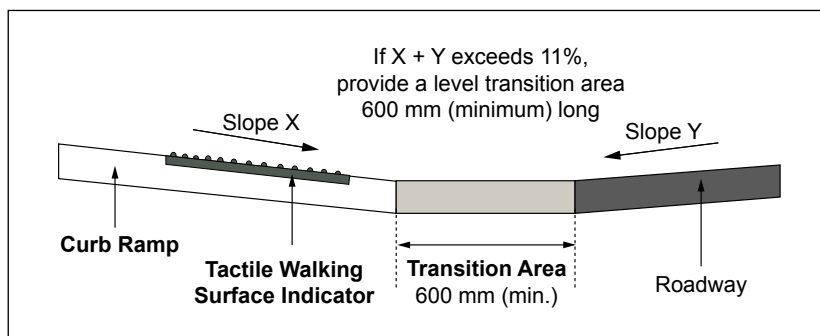 If X + Y exceeds 11%,
provide a level transition area
600 mm (minimum) long
Slope X
Slope Y
Curb Ramp
Tactile Walking
Surface Indicator
Transition Area
600 mm (min.)
Roadway